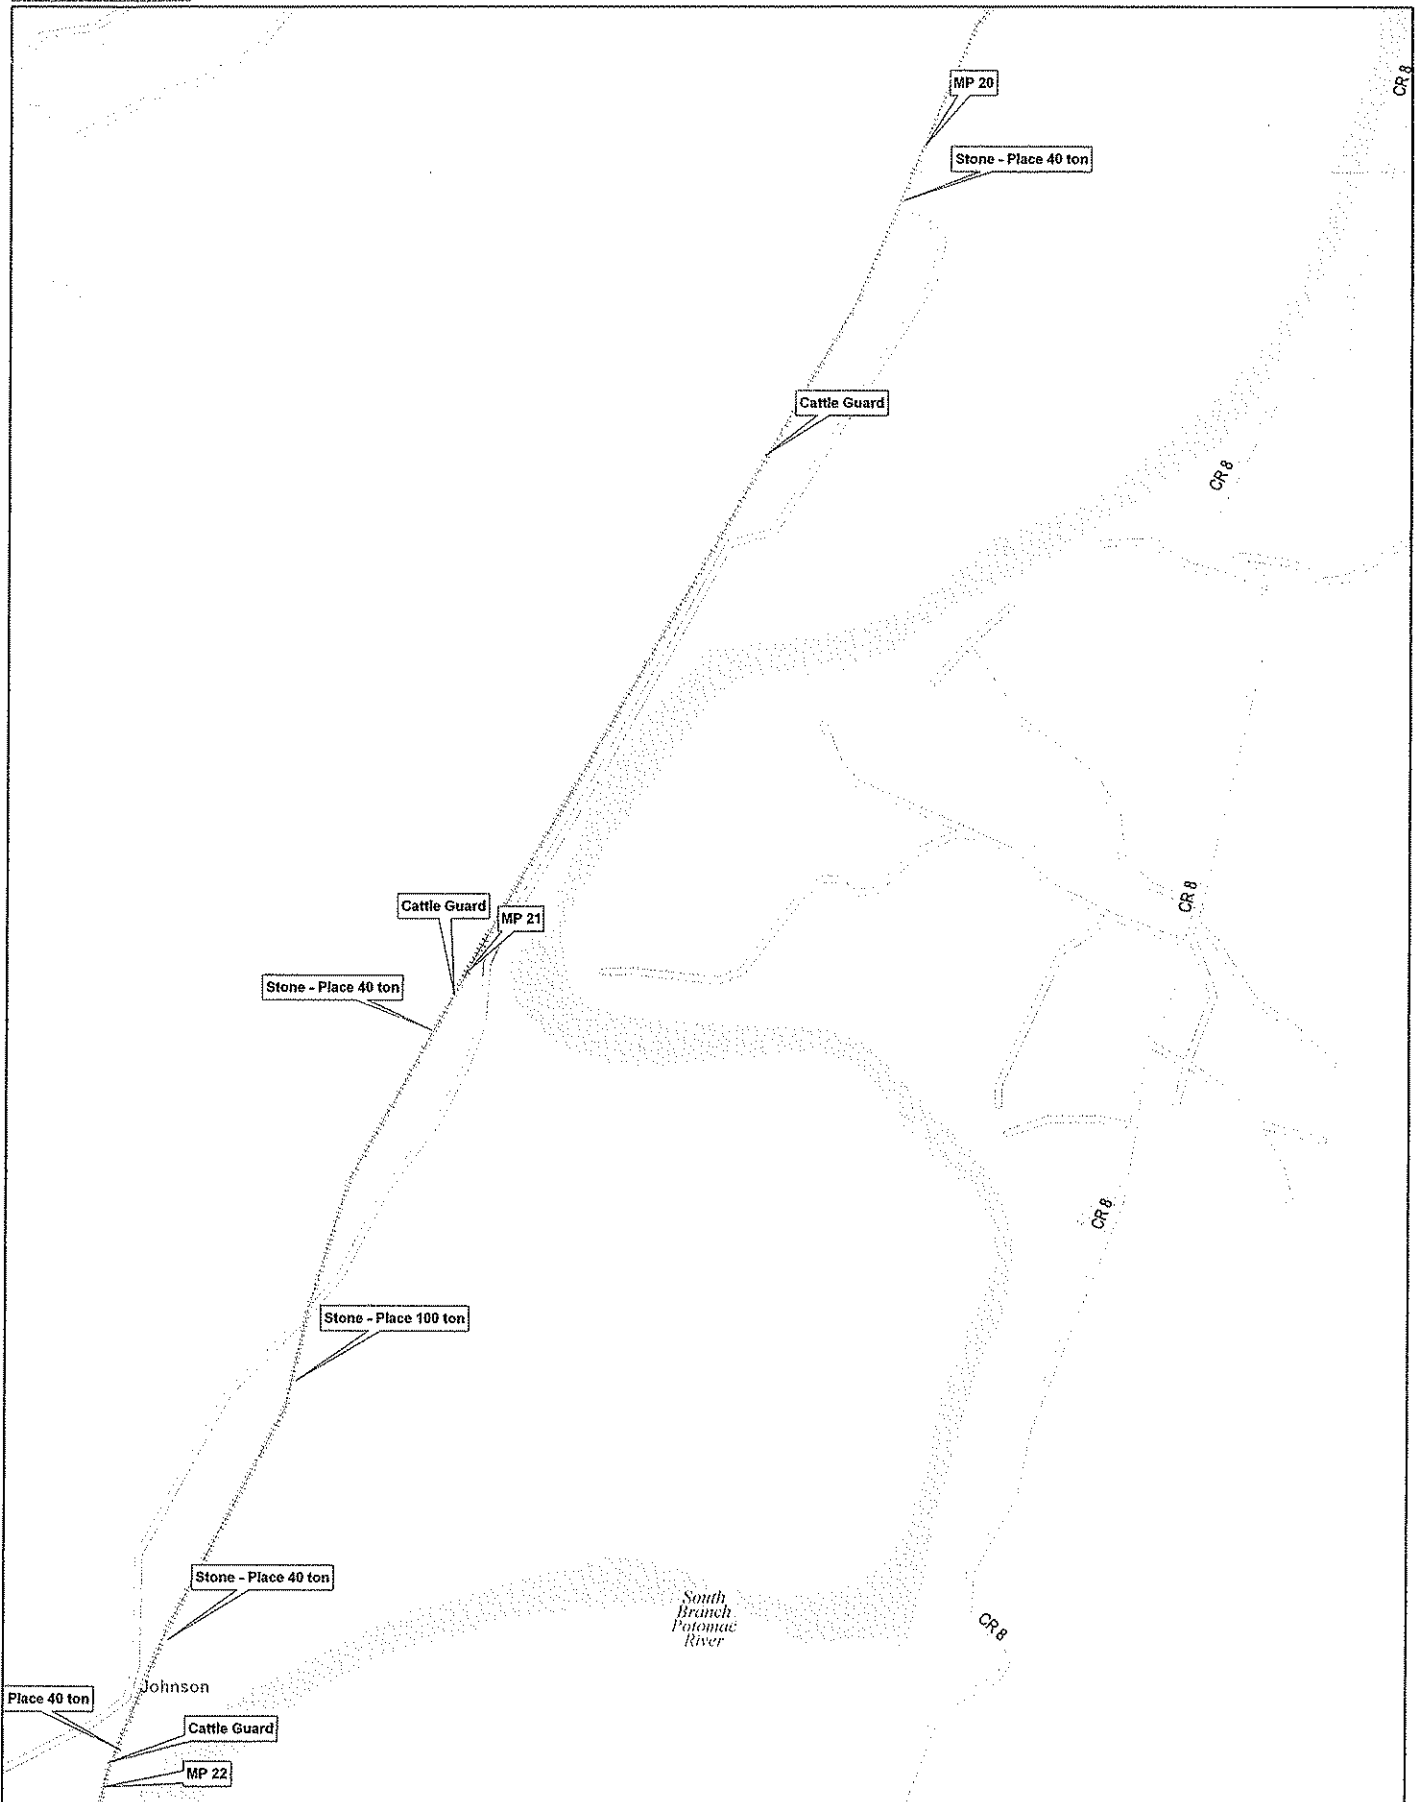 CR 8
MP 20
Stone - Place 40 ton
Cattle Guard
CR 8
Cattle Guard
MP 21
CR 8
Stone - Place 40 ton
CR 8
Stone - Place 100 ton
Stone - Place 40 ton
South
Branch
Potomac
River
CR 8
Johnson
Place 40 ton
Cattle Guard
MP 22